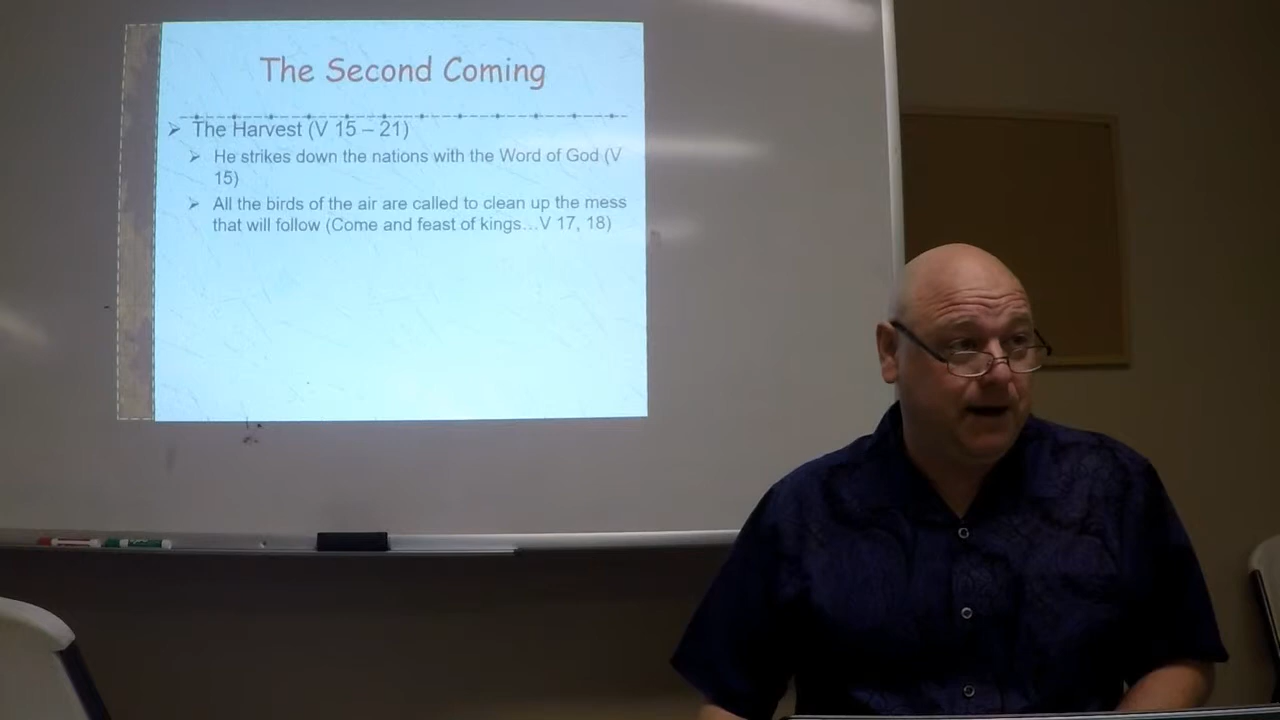 The Second Coming
The Harvest (V 15 – 21)
He strikes down the nations with the Word of God (V
15)
All the birds of the air are called to clean up the mess
that will follow (Come and feast of kings…V 17, 18)